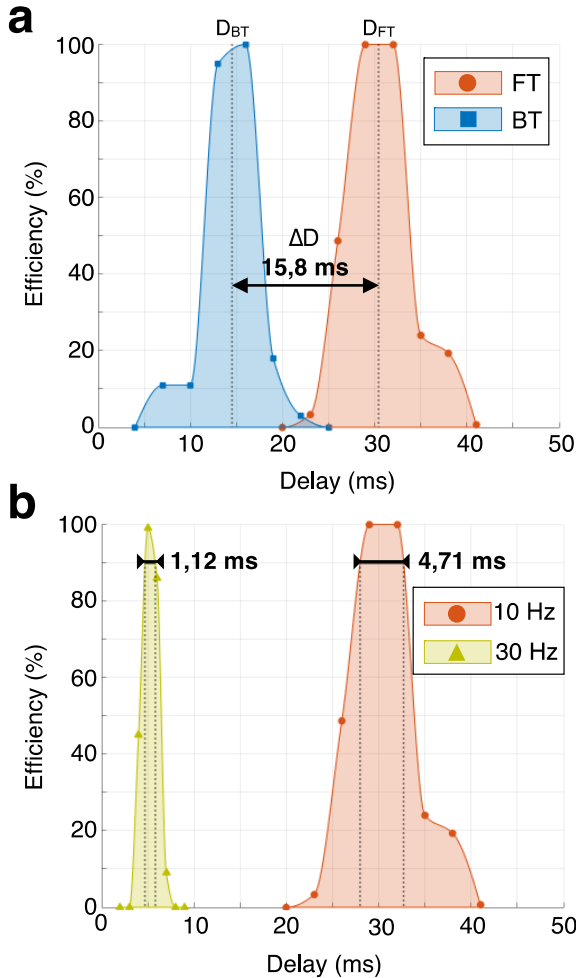 a
D_BT D_FT
100
80
60
40
20
0
Efficiency (%)
FT
BT
ΔD
15,8 ms
0 10 20 30 40 50
Delay (ms)
b
100
80
60
40
20
0
Efficiency (%)
1,12 ms 4,71 ms
10 Hz
30 Hz
0 10 20 30 40 50
Delay (ms)